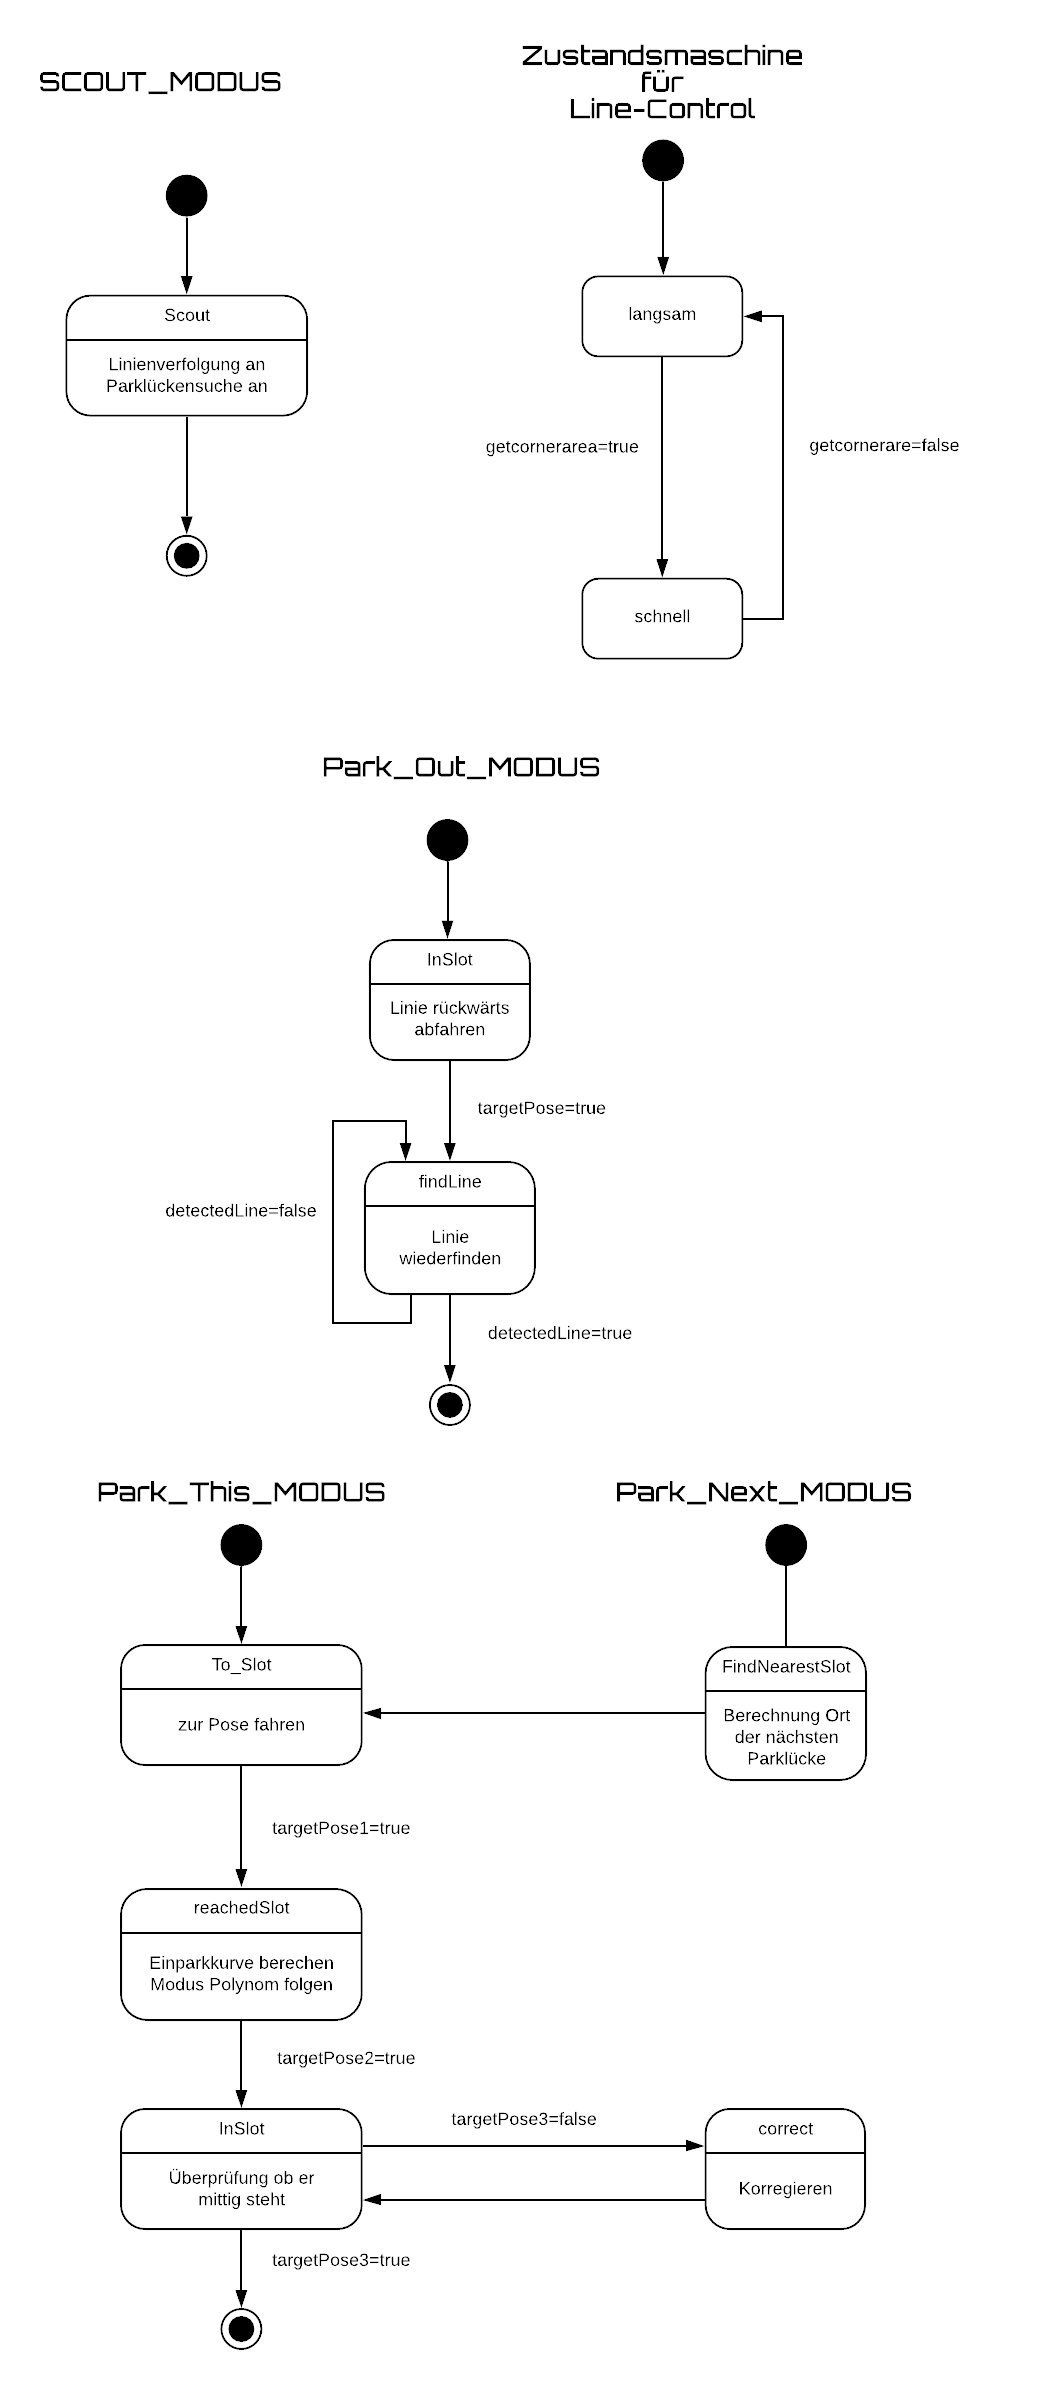 SCOUT_MODUS
Scout
Linienverfolgung an
Parklückensuche an
Zustandsmaschine
für
Line-Control
langsam
getcornerarea=true
getcornerare=false
schnell
Park_Out_MODUS
InSlot
Linie rückwärts
abfahren
targetPose=true
findLine
detectedLine=false
Linie
wiederfinden
detectedLine=true
Park_This_MODUS
To_Slot
zur Pose fahren
targetPose1=true
reachedSlot
Einparkkurve berechen
Modus Polynom folgen
targetPose2=true
InSlot
Überprüfung ob er
mittig steht
targetPose3=true
Park_Next_MODUS
FindNearestSlot
Berechnung Ort
der nächsten
Parklücke
targetPose3=false
correct
Korregieren